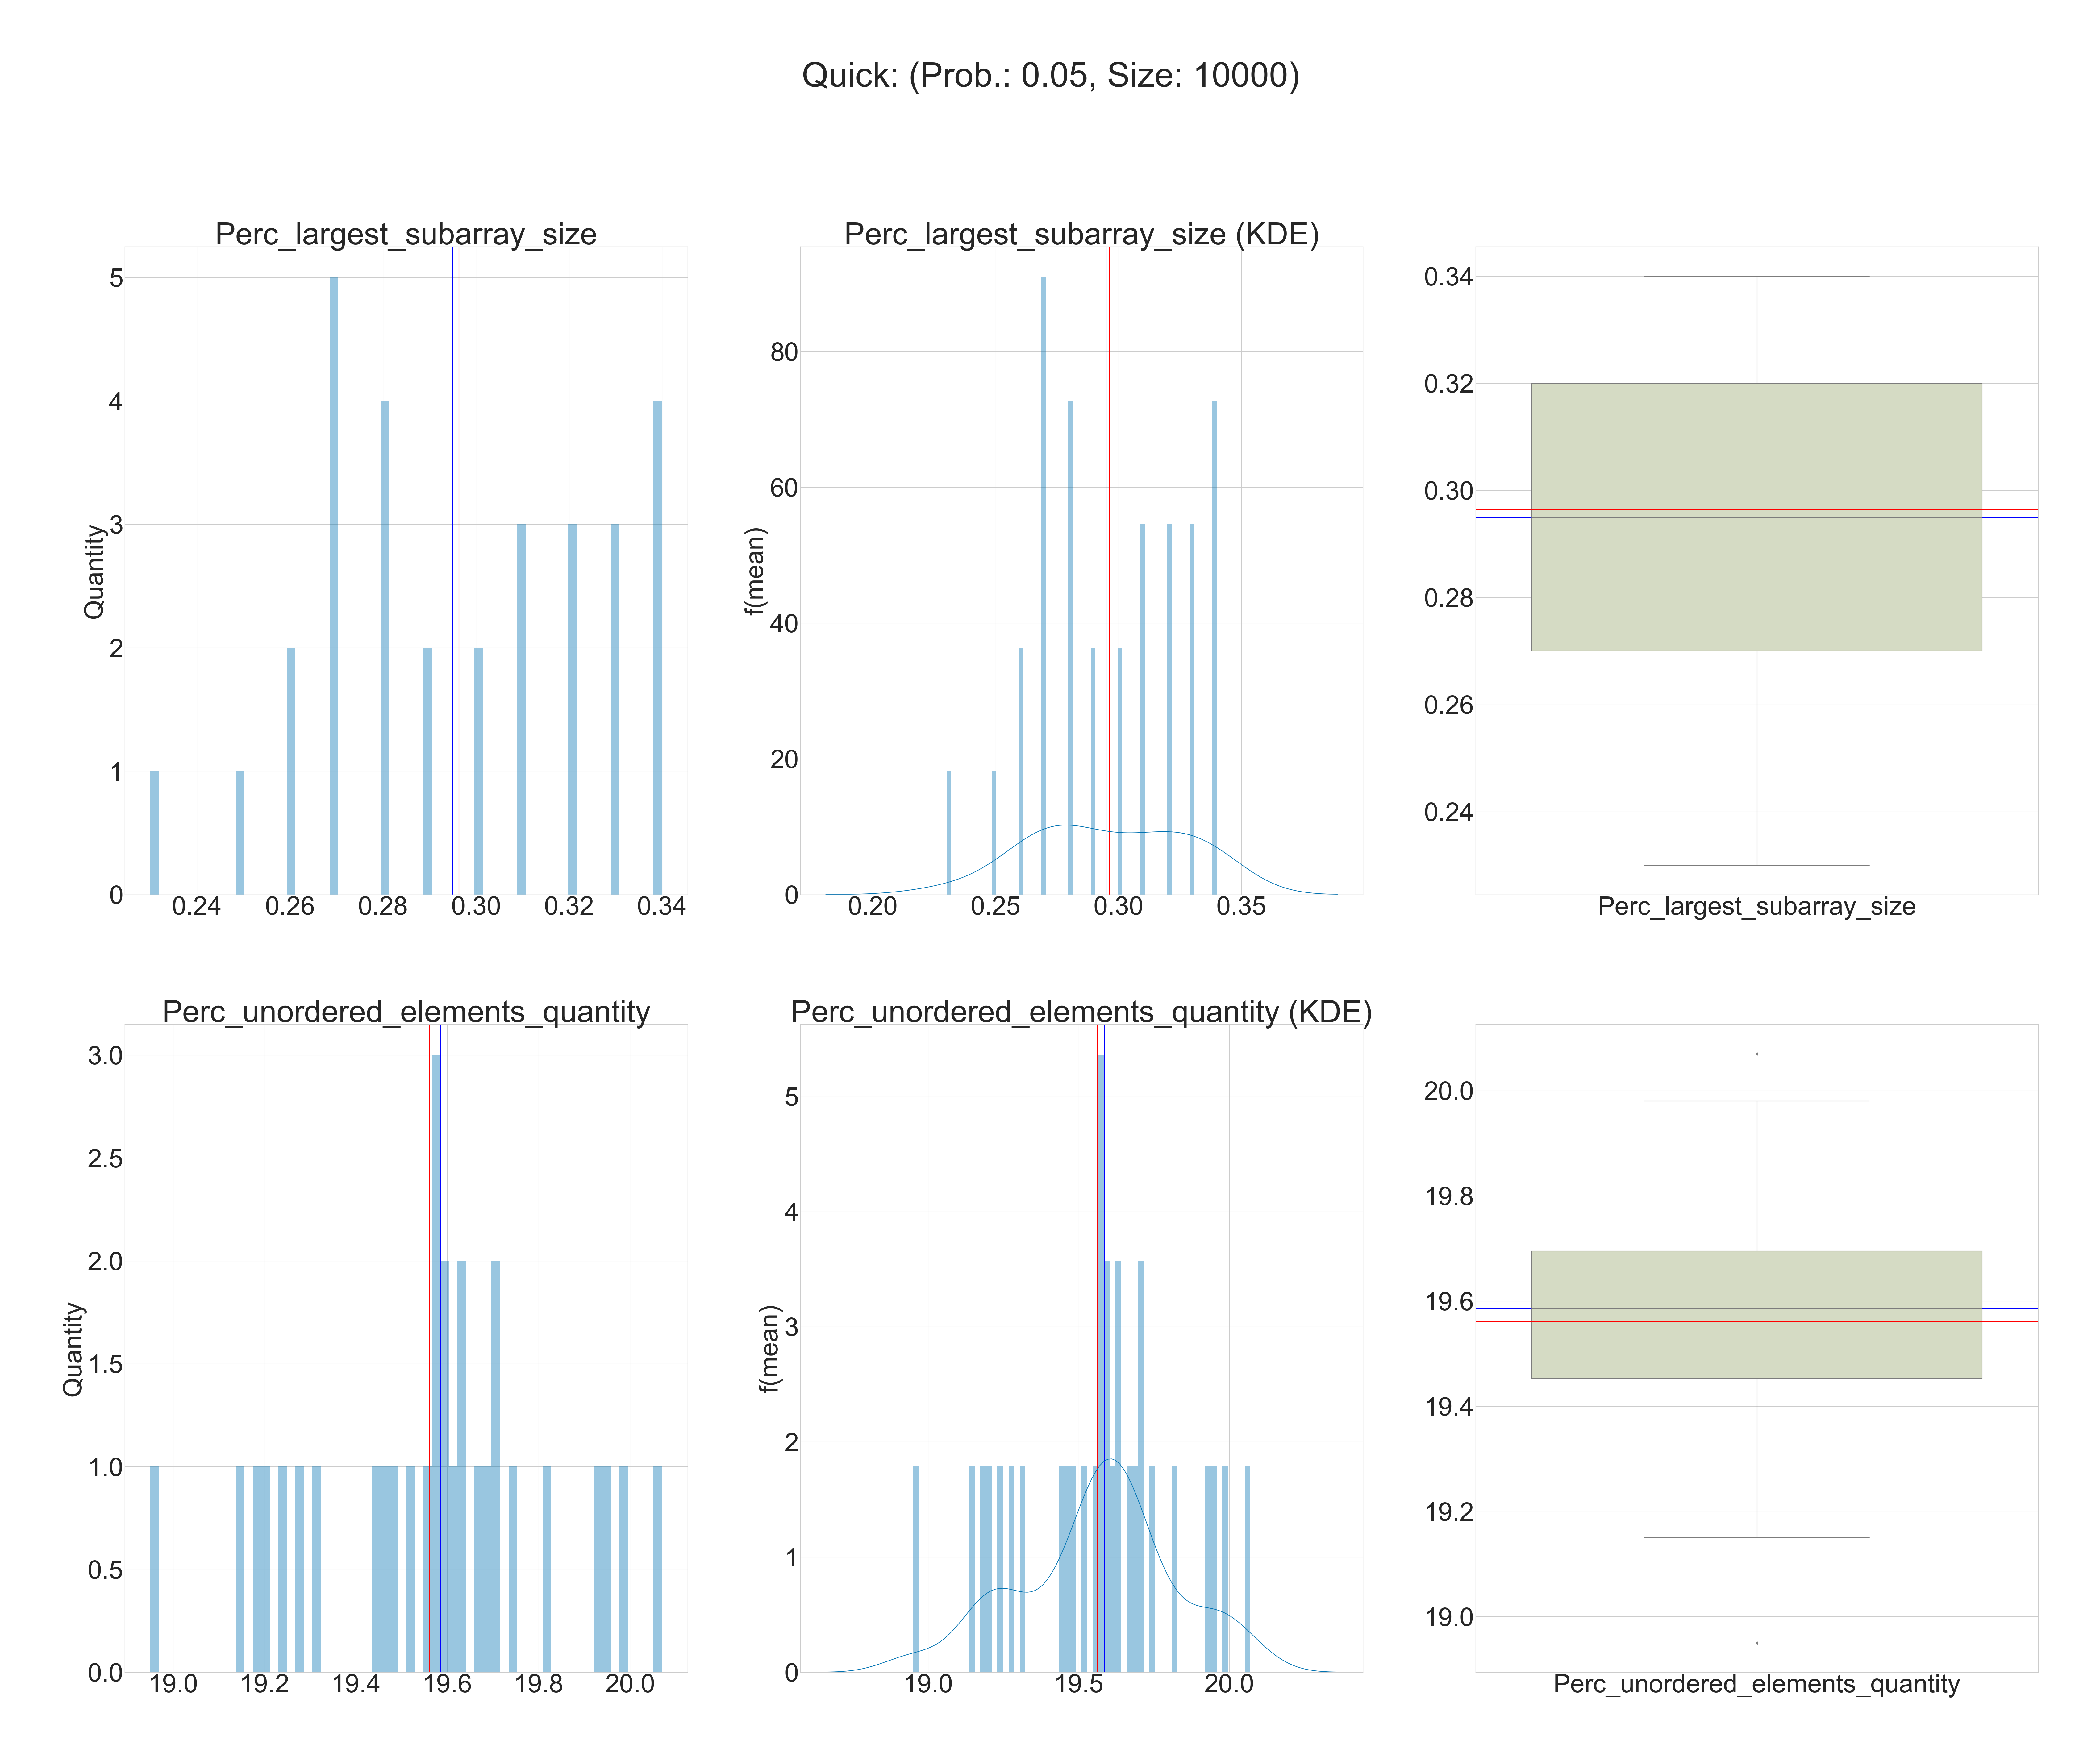 Quick: (Prob.: 0.05, Size: 10000)
Perc_largest_subarray_size
Quantity
5
4
3
2
1
0
0.24 0.26 0.28 0.30 0.32 0.34
Perc_largest_subarray_size (KDE)
f(mean)
80
60
40
20
0
0.20 0.25 0.30 0.35
0.34
0.32
0.30
0.28
0.26
0.24
Perc_largest_subarray_size
Perc_unordered_elements_quantity
Quantity
3.0
2.5
2.0
1.5
1.0
0.5
0.0
19.0 19.2 19.4 19.6 19.8 20.0
Perc_unordered_elements_quantity (KDE)
f(mean)
5
4
3
2
1
0
19.0 19.5 20.0
20.0
19.8
19.6
19.4
19.2
19.0
Perc_unordered_elements_quantity